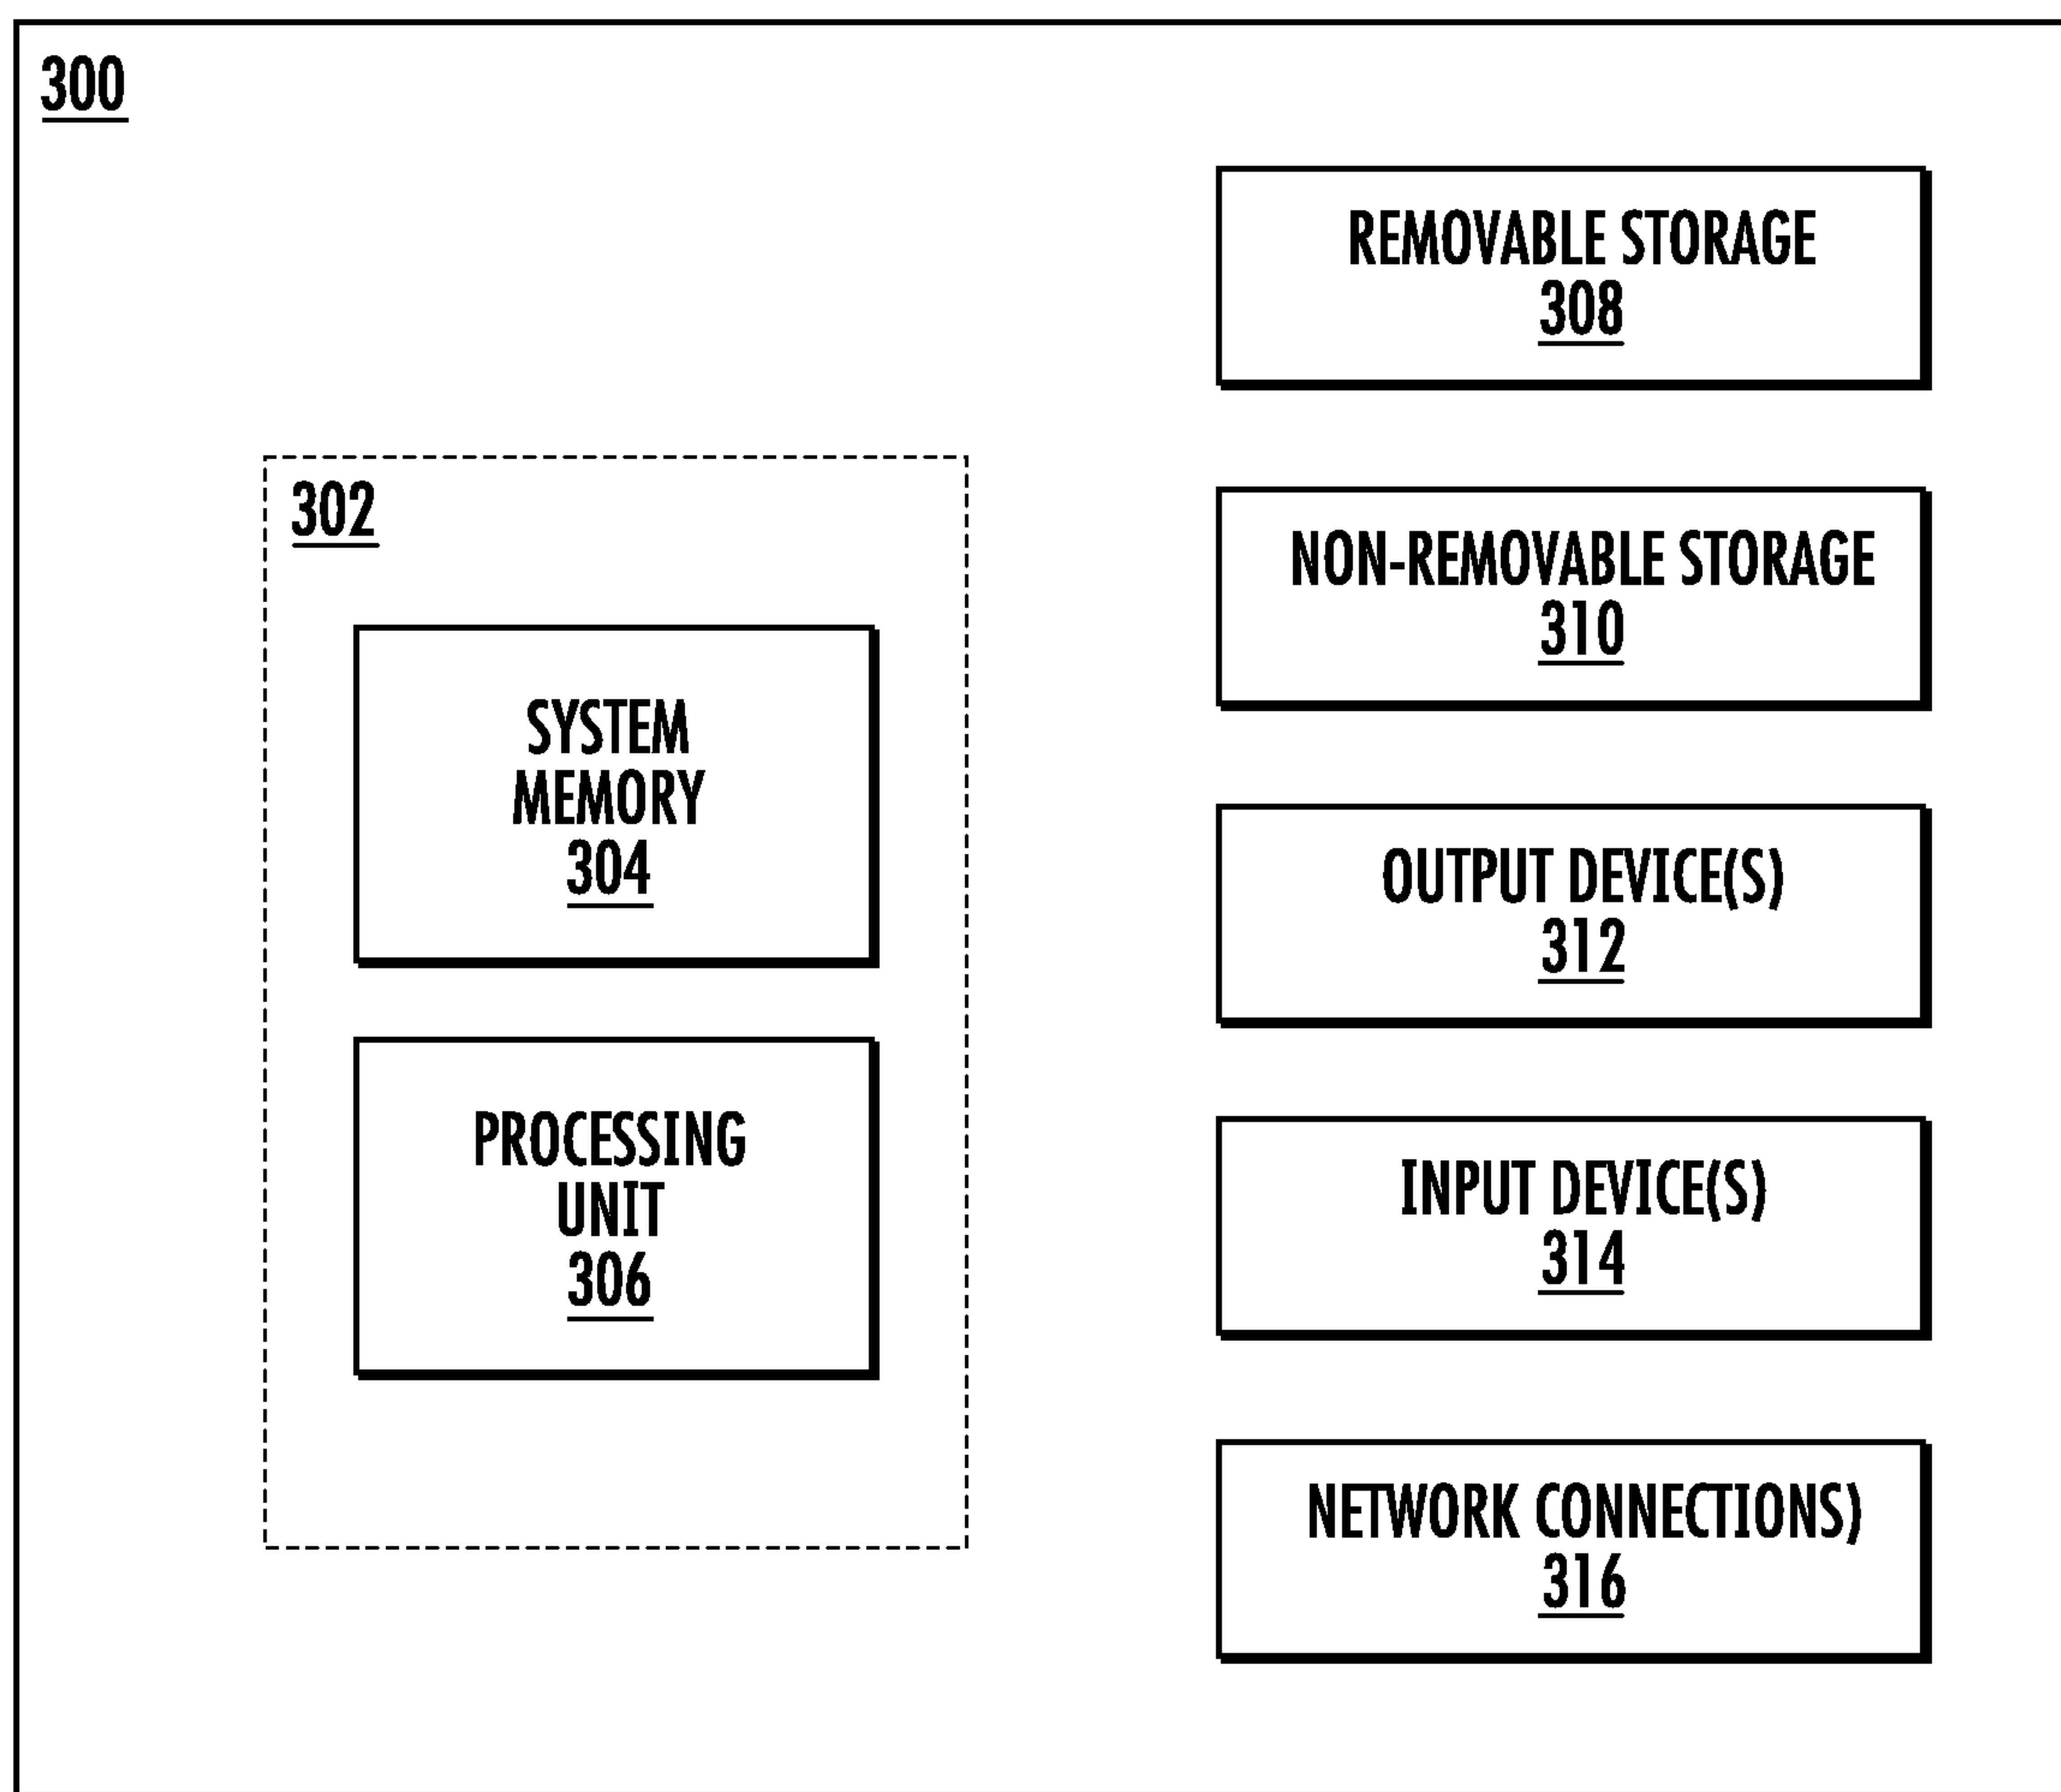 300
REMOVABLE STORAGE
308
302
NON-REMOVABLE STORAGE
310
SYSTEM
MEMORY
304
OUTPUT DEVICE(S)
312
PROCESSING
UNIT
306
INPUT DEVICE(S)
314
NETWORK CONNECTIONS)
316